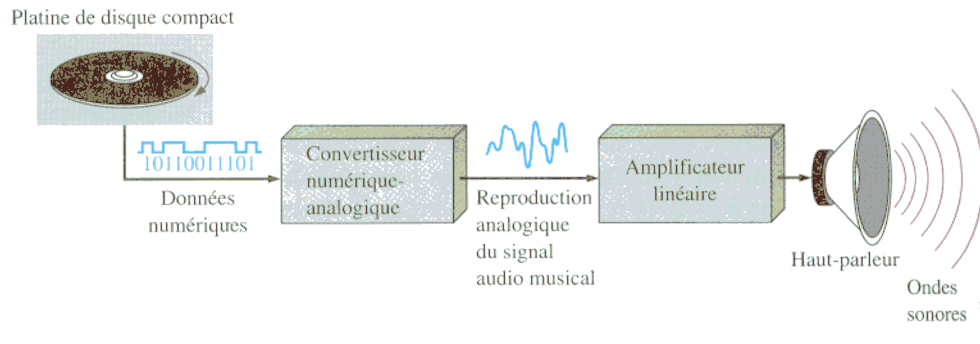 Platine de disque compact
10110011101
Données
numériques
Convertisseur
numérique-
analogique
Reproduction
analogique
du signal
audio musical
Amplificateur
linéaire
Haut-parleur
Ondes
sonores